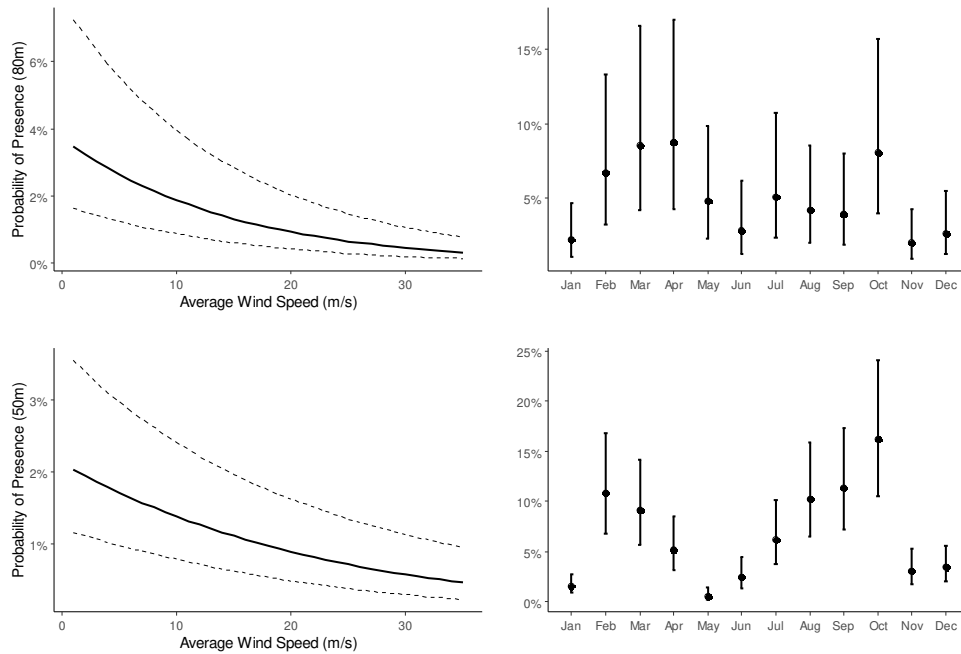 Probability of Presence (80m)
6%
4%
2%
0%
0 10 20 30
Average Wind Speed (m/s)
15%
10%
5%
Jan Feb Mar Apr May Jun Jul Aug Sep Oct Nov Dec
Probability of Presence (50m)
3%
2%
1%
0 10 20 30
Average Wind Speed (m/s)
25%
20%
15%
10%
5%
0%
Jan Feb Mar Apr May Jun Jul Aug Sep Oct Nov Dec